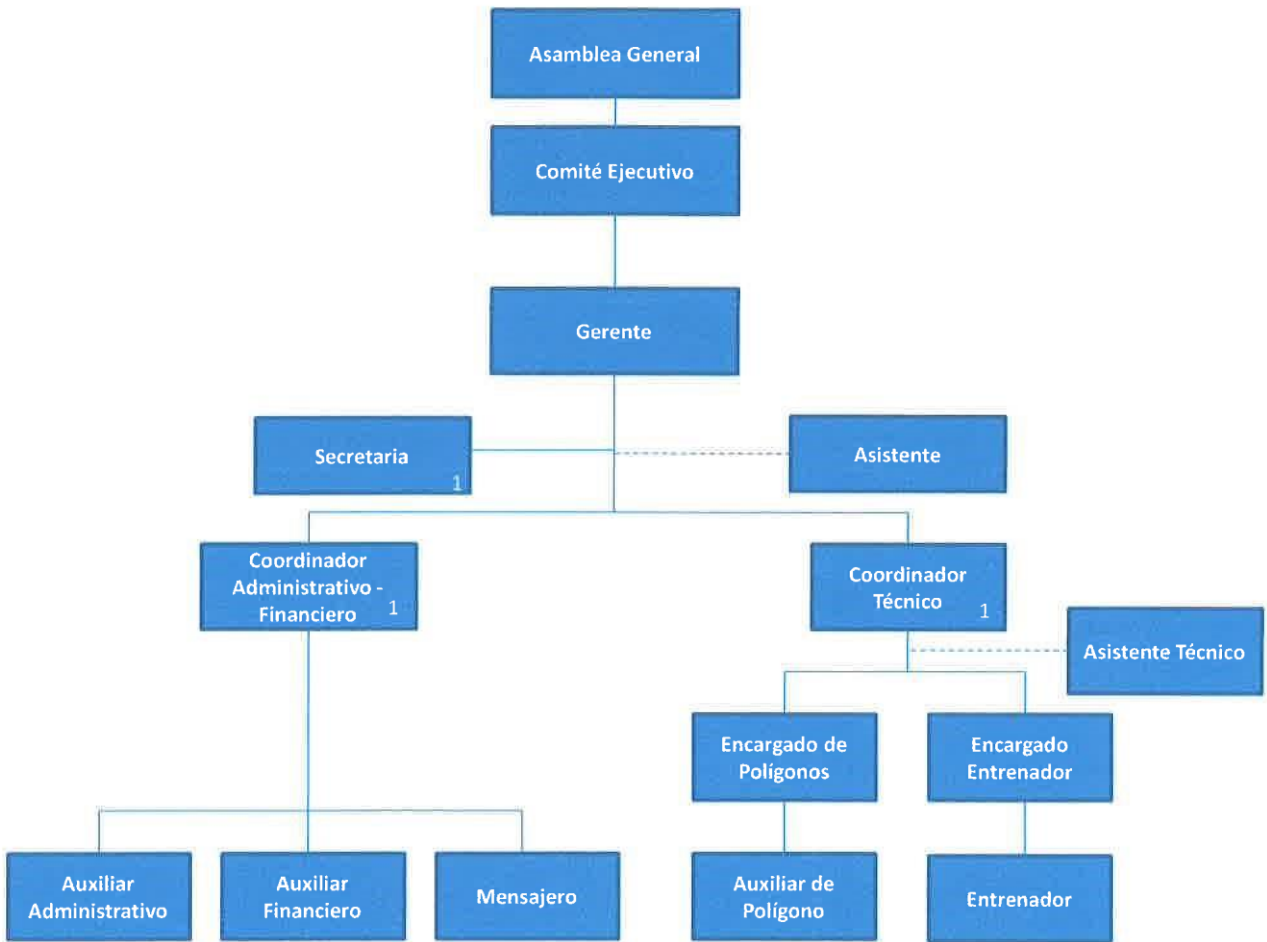 Asamblea General
Comité Ejecutivo
Gerente
Secretaria
1
Asistente
Coordinador
Administrativo -
Financiero
1
Coordinador
Técnico
1
Asistente Técnico
Encargado de
Polígonos
Encargado
Entrenador
Auxiliar
Administrativo
Auxiliar
Financiero
Mensajero
Auxiliar de
Polígono
Entrenador